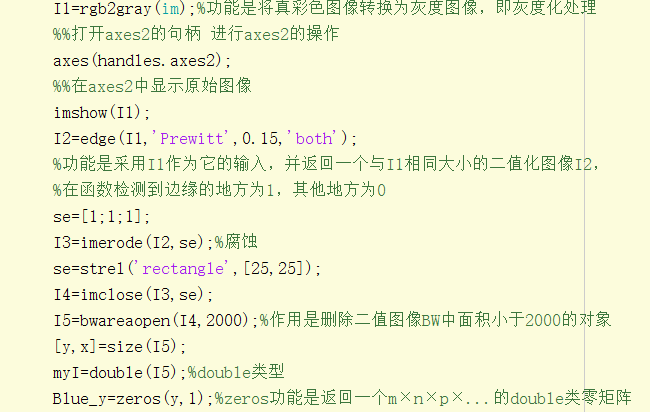 I1=rgb2gray(im);%功能是将真彩色图像转换为灰度图像，即灰度化处理
%%打开axes2的句柄 进行axes2的操作
axes(handles.axes2);
%%在axes2中显示原始图像
imshow(I1);
I2=edge(I1,'Prewitt',0.15,'both');
%功能是采用I1作为它的输入，并返回一个与I1相同大小的二值化图像I2，
%在函数检测到边缘的地方为1，其他地方为0
se=[1;1;1];
I3=imerode(I2,se);%腐蚀
se=strel('rectangle',[25,25]);
I4=imclose(I3,se);
I5=bwareaopen(I4,2000);%作用是删除二值图像BW中面积小于2000的对象
[y,x]=size(I5);
myI=double(I5);%double类型
Blue_y=zeros(y,1);%zeros功能是返回一个m×n×p×...的double类零矩阵